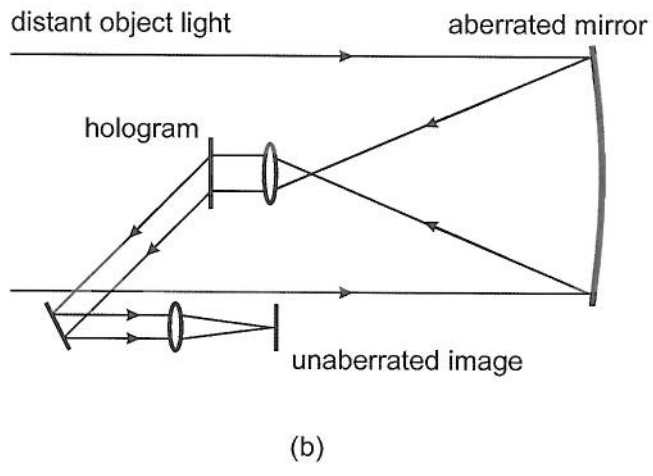 distant object light
aberrated mirror
hologram
unaberrated image
(b)